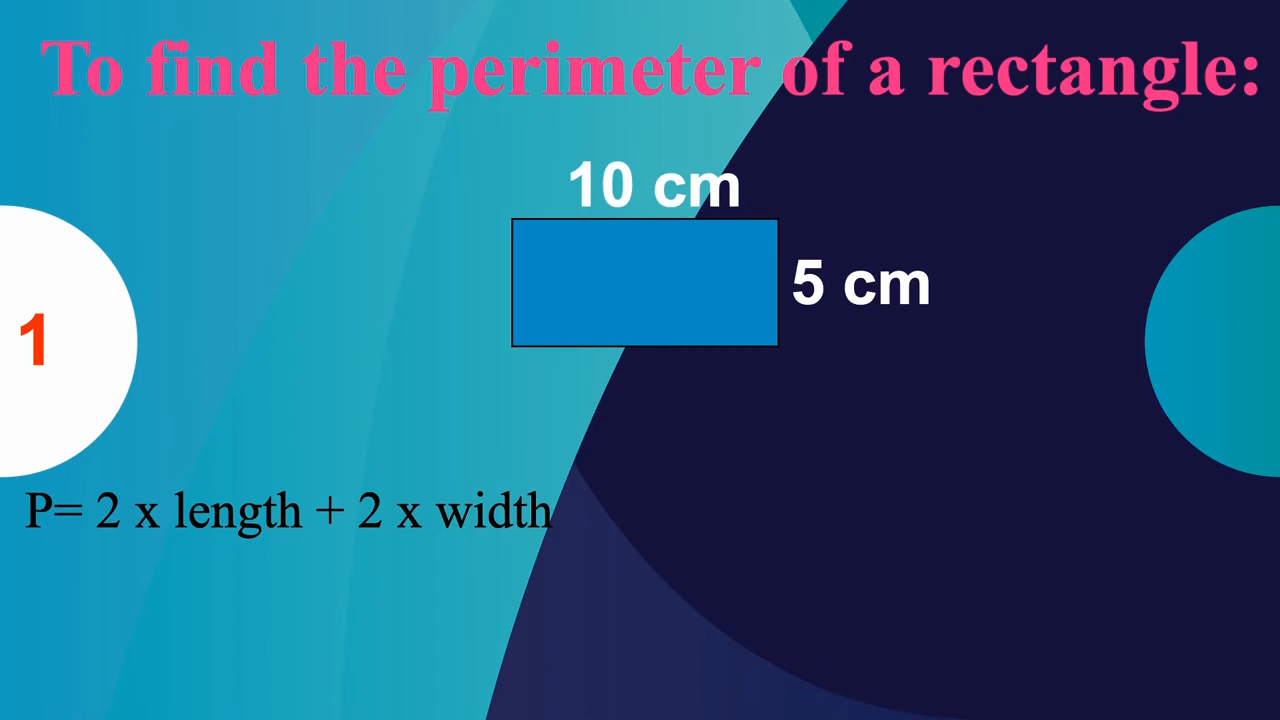 To find the perimeter of a rectangle:
10 cm
5 cm
1
P= 2 x length + 2 x width